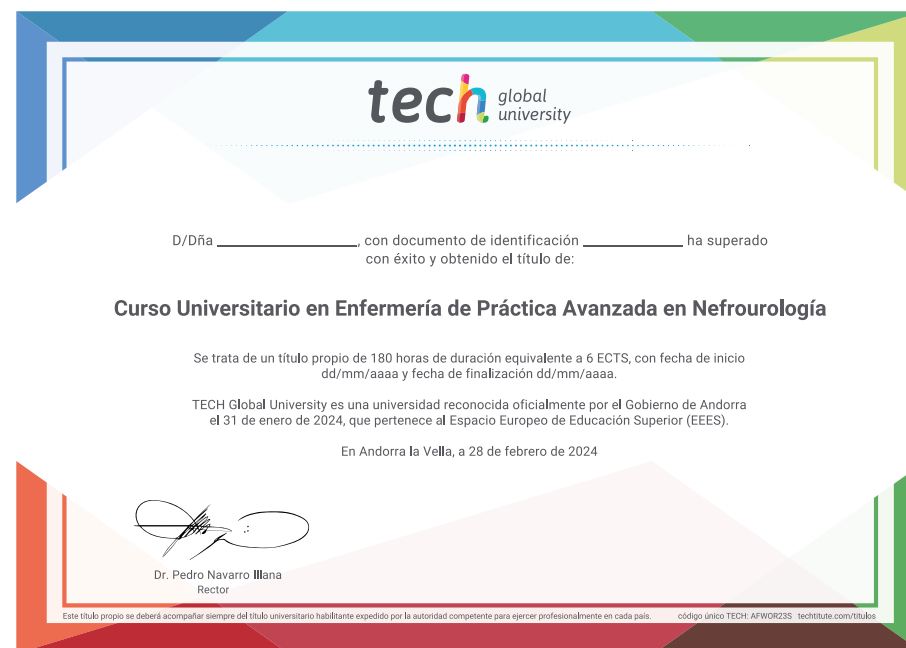 tech global
university
D/Dña ____________________, con documento de identificación ______________ ha superado
con éxito y obtenido el título de:
Curso Universitario en Enfermería de Práctica Avanzada en Nefrourología
Se trata de un título propio de 180 horas de duración equivalente a 6 ECTS, con fecha de inicio
dd/mm/aaaa y fecha de finalización dd/mm/aaaa.
TECH Global University es una universidad reconocida oficialmente por el Gobierno de Andorra
el 31 de enero de 2024, que pertenece al Espacio Europeo de Educación Superior (EEES).
En Andorra la Vella, a 28 de febrero de 2024
Dr. Pedro Navarro Illana
Rector
Este título propio se deberá acompañar siempre del título universitario habilitante expedido por la autoridad competente para ejercer profesionalmente en cada país. código único TECH: AFWOR23S techtitute.com/titulos